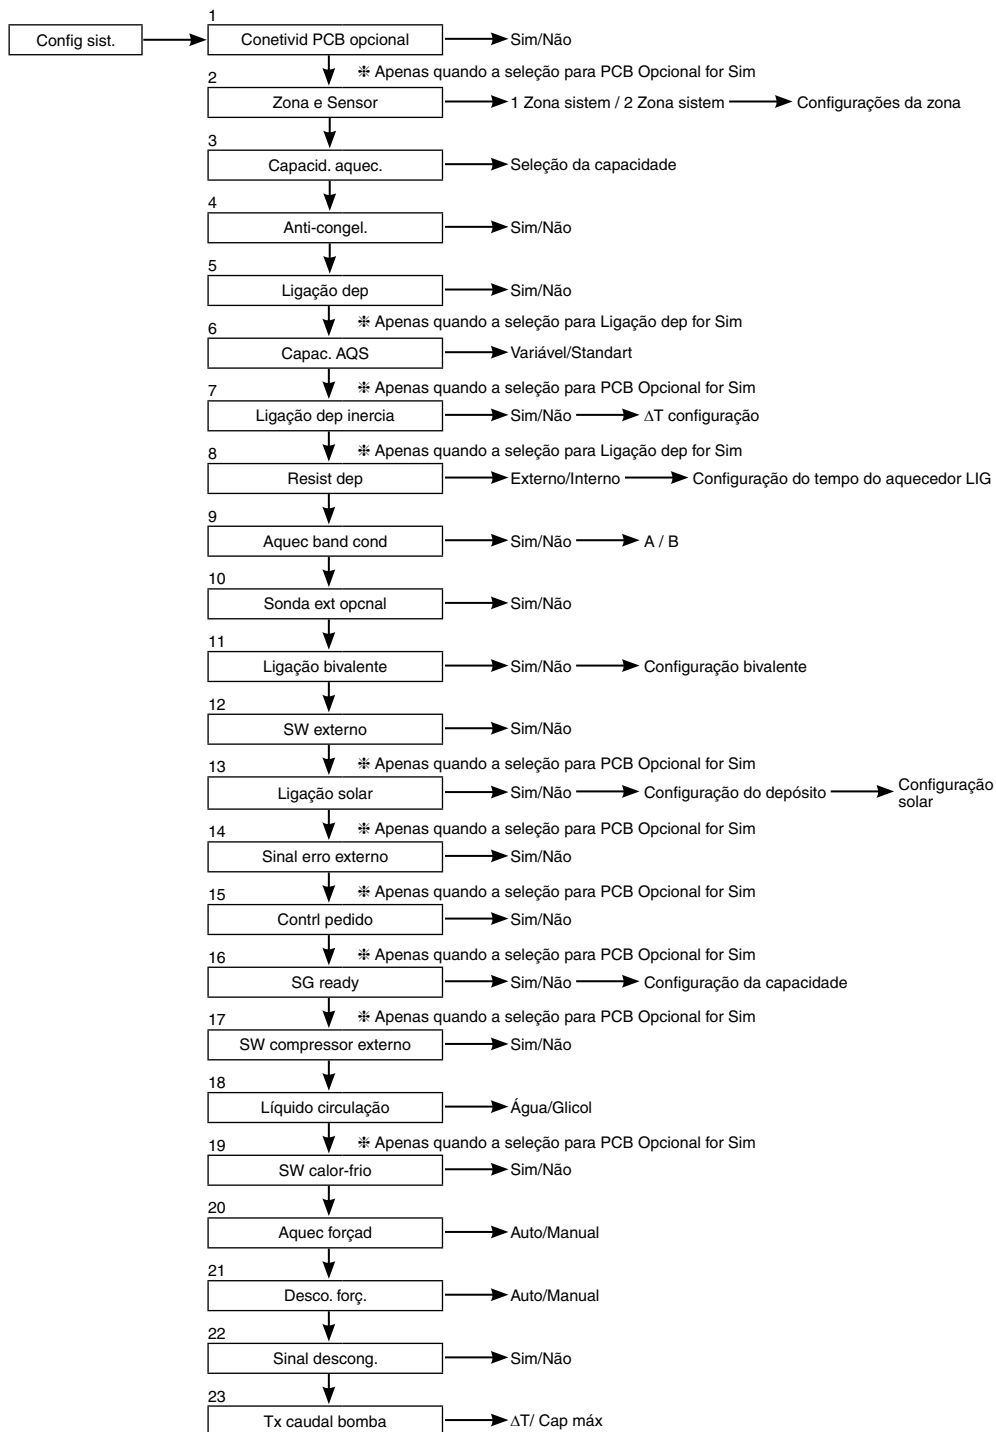 1
Config sist.
Conetivid PCB opcional
Sim/Não
❈ Apenas quando a seleção para PCB Opcional for Sim
2
Zona e Sensor
1 Zona sistem / 2 Zona sistem
Configurações da zona
3
Capacid. aquec.
Seleção da capacidade
4
Anti-congel.
Sim/Não
5
Ligação dep
Sim/Não
❈ Apenas quando a seleção para Ligação dep for Sim
6
Capac. AQS
Variável/Standart
❈ Apenas quando a seleção para PCB Opcional for Sim
7
Ligação dep inercia
Sim/Não
∆T configuração
❈ Apenas quando a seleção para Ligação dep for Sim
8
Resist dep
Externo/Interno
Configuração do tempo do aquecedor LIG
9
Aquec band cond
Sim/Não
A / B
10
Sonda ext opcnal
Sim/Não
11
Ligação bivalente
Sim/Não
Configuração bivalente
12
SW externo
Sim/Não
❈ Apenas quando a seleção para PCB Opcional for Sim
13
Ligação solar
Sim/Não
Configuração do depósito
Configuração
solar
❈ Apenas quando a seleção para PCB Opcional for Sim
14
Sinal erro externo
Sim/Não
❈ Apenas quando a seleção para PCB Opcional for Sim
15
Contrl pedido
Sim/Não
❈ Apenas quando a seleção para PCB Opcional for Sim
16
SG ready
Sim/Não
Configuração da capacidade
❈ Apenas quando a seleção para PCB Opcional for Sim
17
SW compressor externo
Sim/Não
18
Líquido circulação
Água/Glicol
❈ Apenas quando a seleção para PCB Opcional for Sim
19
SW calor-frio
Sim/Não
20
Aquec forçad
Auto/Manual
21
Desco. forç.
Auto/Manual
22
Sinal descong.
Sim/Não
23
Tx caudal bomba
∆T/ Cap máx